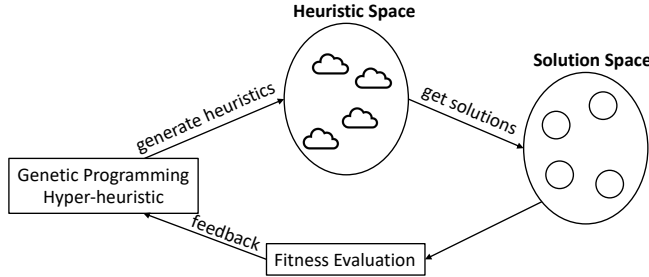 Heuristic Space
Solution Space
generate heuristics
get solutions
Genetic Programming
Hyper-heuristic
feedback
Fitness Evaluation